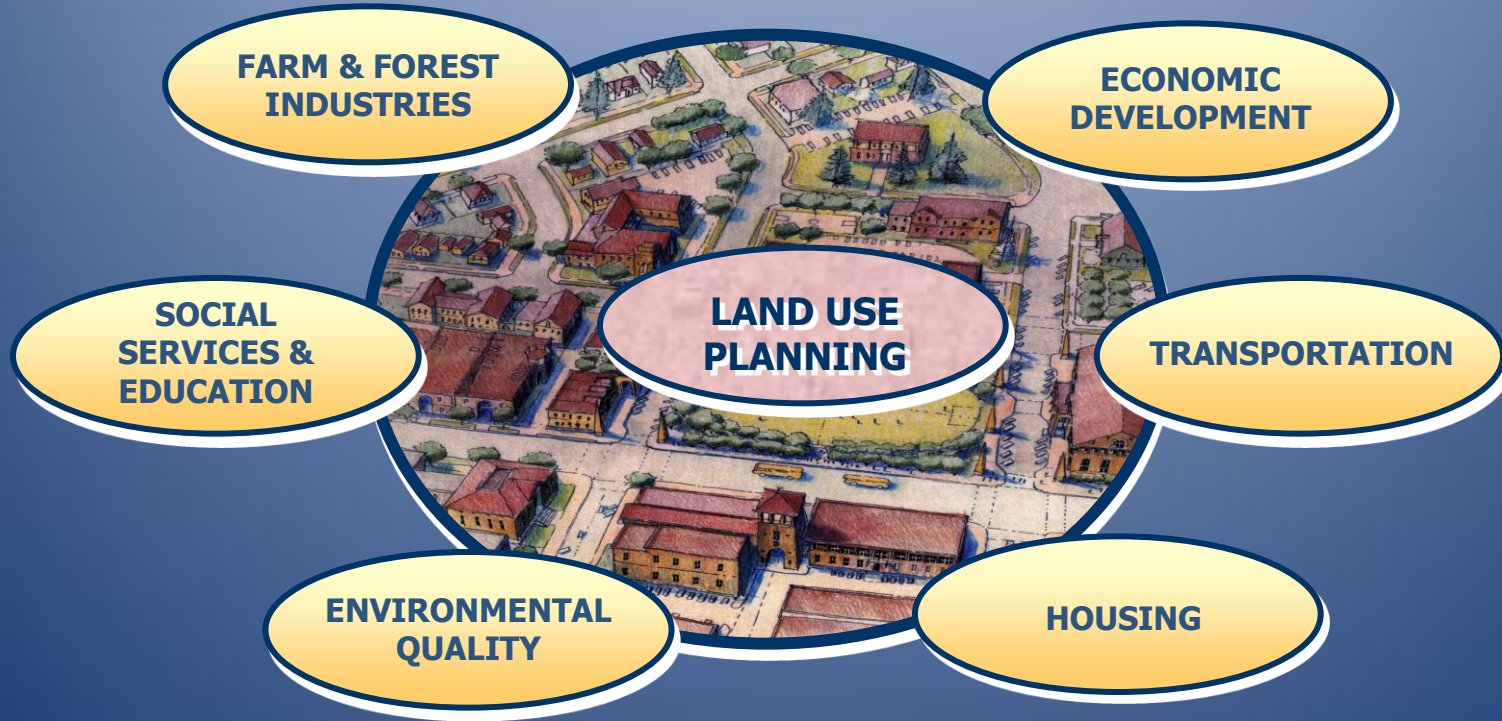 FARM & FOREST
INDUSTRIES
ECONOMIC
DEVELOPMENT
SOCIAL
SERVICES &
EDUCATION
LAND USE
PLANNING
TRANSPORTATION
ENVIRONMENTAL
QUALITY
HOUSING